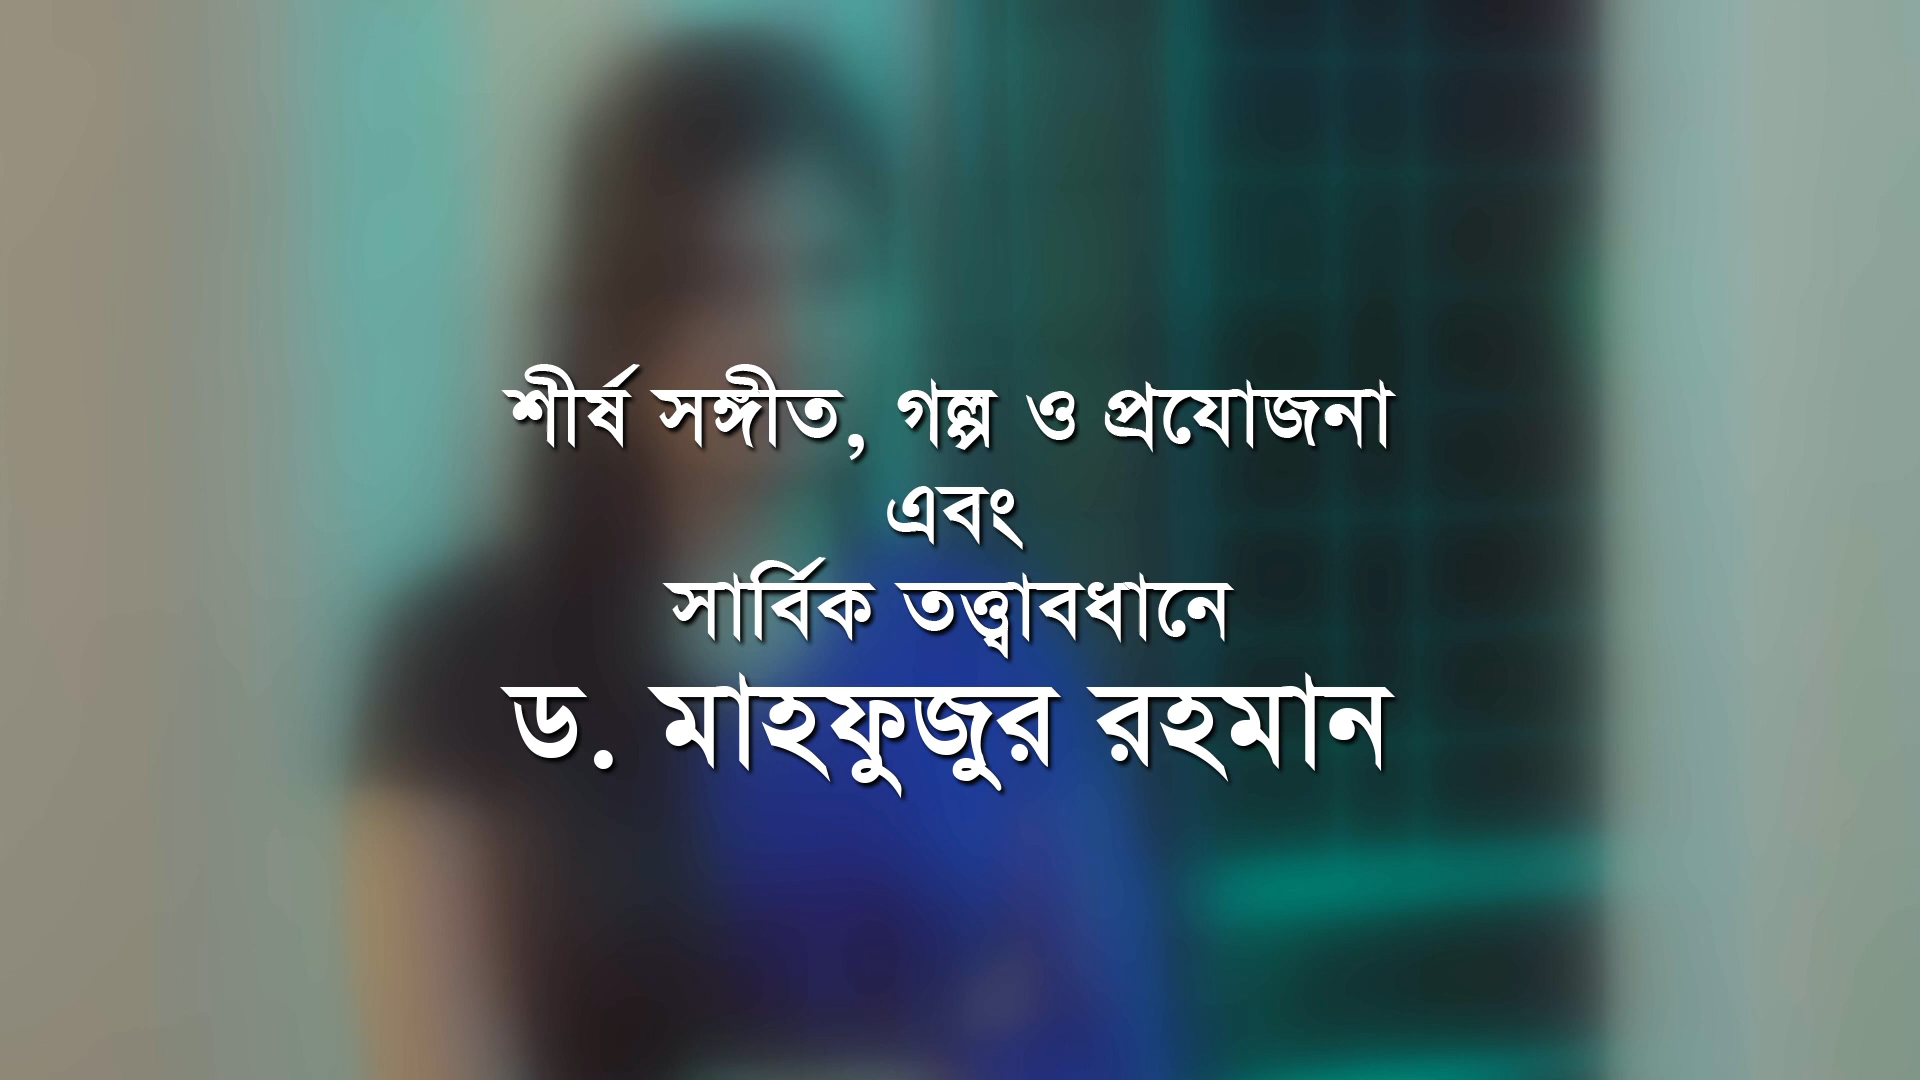 শীর্ষ সঙ্গীত, গল্প ও প্রযোজনা
এবং
সার্বিক তত্ত্বাবধানে
ড. মাহফুজুর রহমান